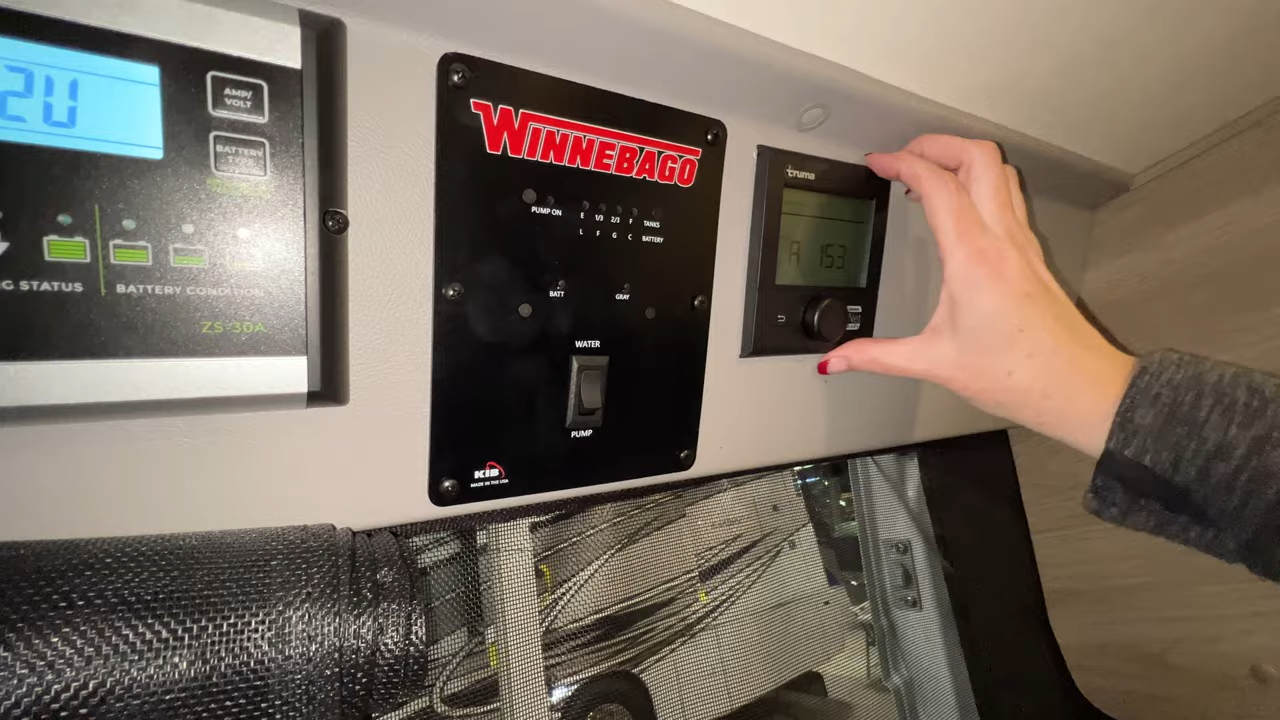 2U
AMP/
VOLT
BATTERY
TYPE
G STATUS
BATTERY CONDITION
ZS-30A
WINNEBAGO
PUMP ON
E 1/3 2/3 F TANKS
L F G C BATTERY
BATT
GRAY
WATER
PUMP
KIB
MADE IN THE USA
truma
A 153